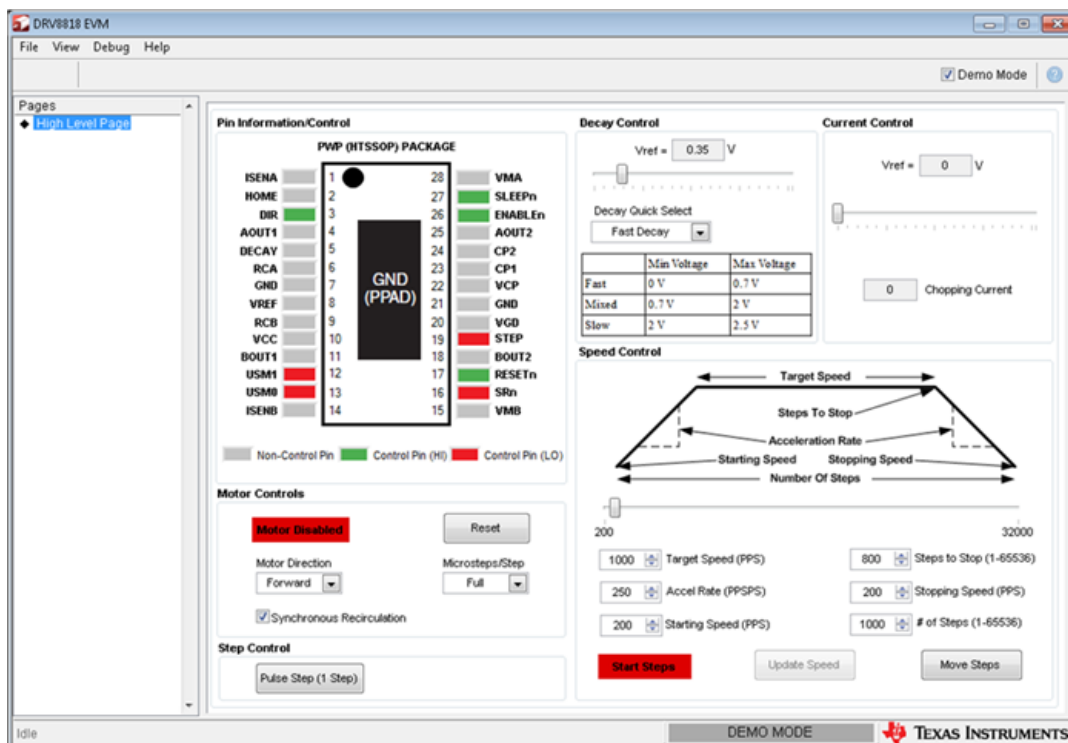 DRV8818 EVM
File View Debug Help
Demo Mode
Pages
High Level Page
Pin Information/Control
PWP (HTSSOP) PACKAGE
ISENA 1 28 VMA
HOME 2 27 SLEEPn
DIR 3 26 ENABLEn
AOUT1 4 25 AOUT2
DECAY 5 24 CP2
RCA 6 23 CP1
GND 7 22 VCP
VREF 8 21 GND
RCB 9 20 VGD
VCC 10 19 STEP
BOUT1 11 18 BOUT2
USM1 12 17 RESETn
USM0 13 16 SRn
ISENB 14 15 VMB
GND
(PPAD)
Non-Control Pin Control Pin (HI) Control Pin (LO)
Motor Controls
Motor Disabled Reset
Motor Direction Microsteps/Step
Forward Full
Synchronous Recirculation
Step Control
Pulse Step (1 Step)
Decay Control
Vref = 0.35 V
Decay Quick Select
Fast Decay
Min Voltage Max Voltage
Fast 0 V 0.7 V
Mixed 0.7 V 2 V
Slow 2 V 2.5 V
Current Control
Vref = 0 V
0 Chopping Current
Speed Control
Target Speed
Steps To Stop
Acceleration Rate
Starting Speed Stopping Speed
Number Of Steps
200 32000
1000 Target Speed (PPS) 800 Steps to Stop (1-65536)
250 Accel Rate (PPSPS) 200 Stopping Speed (PPS)
200 Starting Speed (PPS) 1000 # of Steps (1-65536)
Start Steps Update Speed Move Steps
Idle DEMO MODE TEXAS INSTRUMENTS